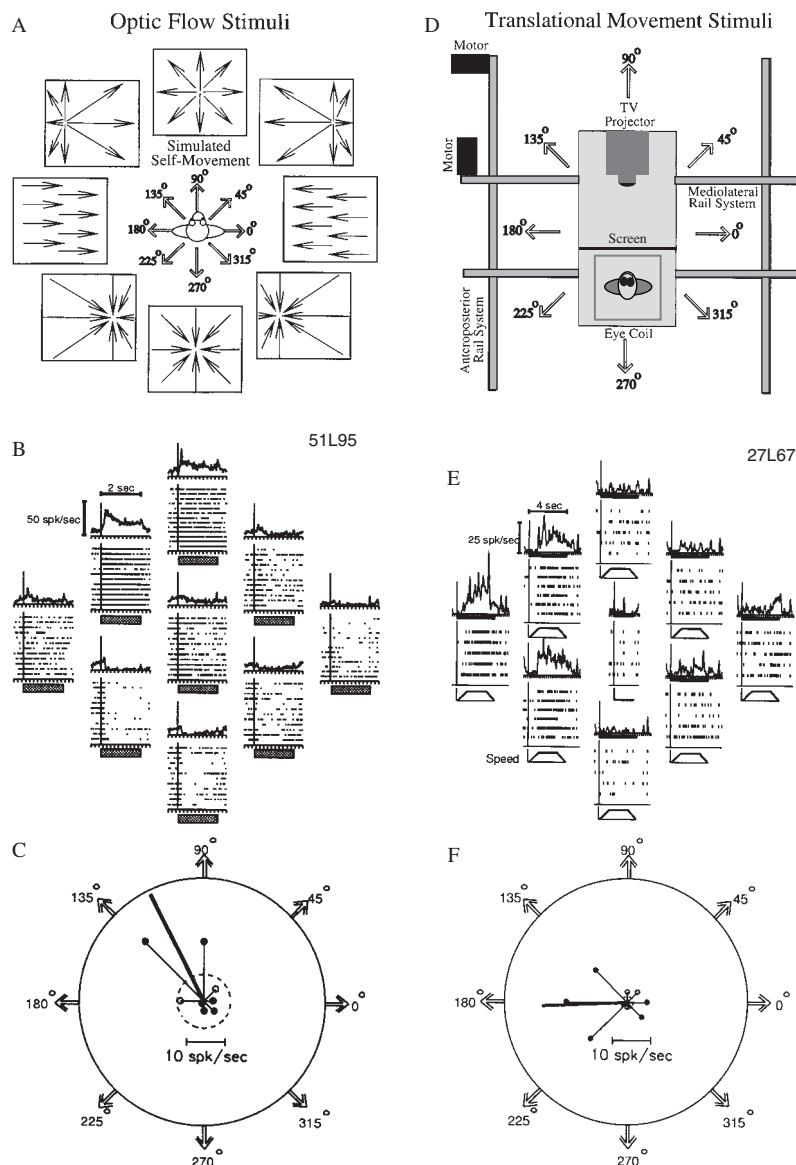 A
Optic Flow Stimuli
Simulated
Self-Movement
90°
135°
45°
180°
0°
225°
315°
270°
D
Translational Movement Stimuli
Motor
90°
TV
Projector
135°
45°
Motor
Mediolateral
Rail System
180°
0°
Screen
225°
315°
Anteroposterior
Rail System
Eye Coil
270°
B
51L95
2 sec
50 spk/sec
E
27L67
4 sec
25 spk/sec
Speed
C
90°
135°
45°
180°
0°
10 spk/sec
225°
315°
270°
F
90°
135°
45°
180°
0°
10 spk/sec
225°
315°
270°